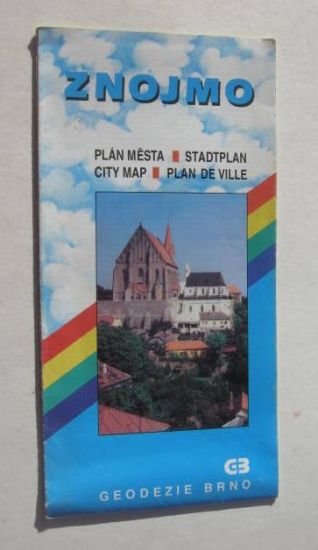 ZNOJMO
PLÁN MĚSTA STADTPLAN
CITY MAP PLAN DE VILLE
GB
GEODEZIE BRNO